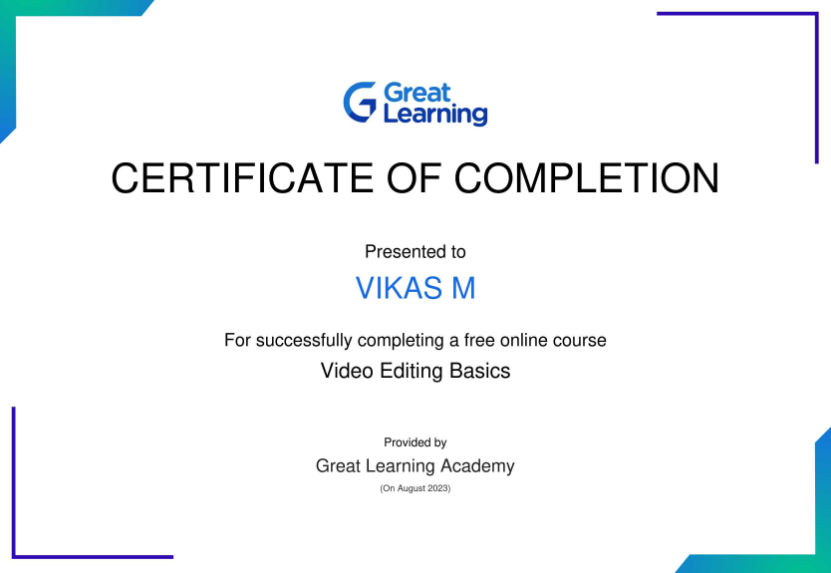 Great
Learning
CERTIFICATE OF COMPLETION
Presented to
VIKAS M
For successfully completing a free online course
Video Editing Basics
Provided by
Great Learning Academy
(On August 2023)